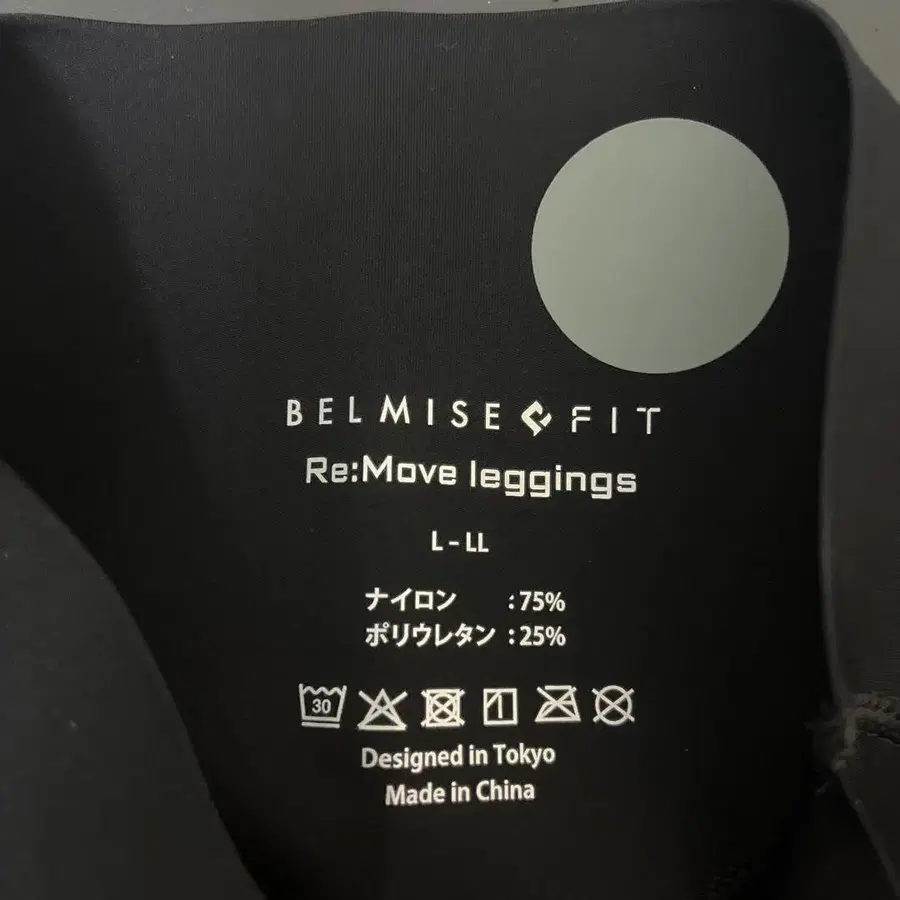 BELMISE FIT
Re:Move leggings
L-LL
ナイロン :75%
ポリウレタン :25%
30
Designed in Tokyo
Made in China